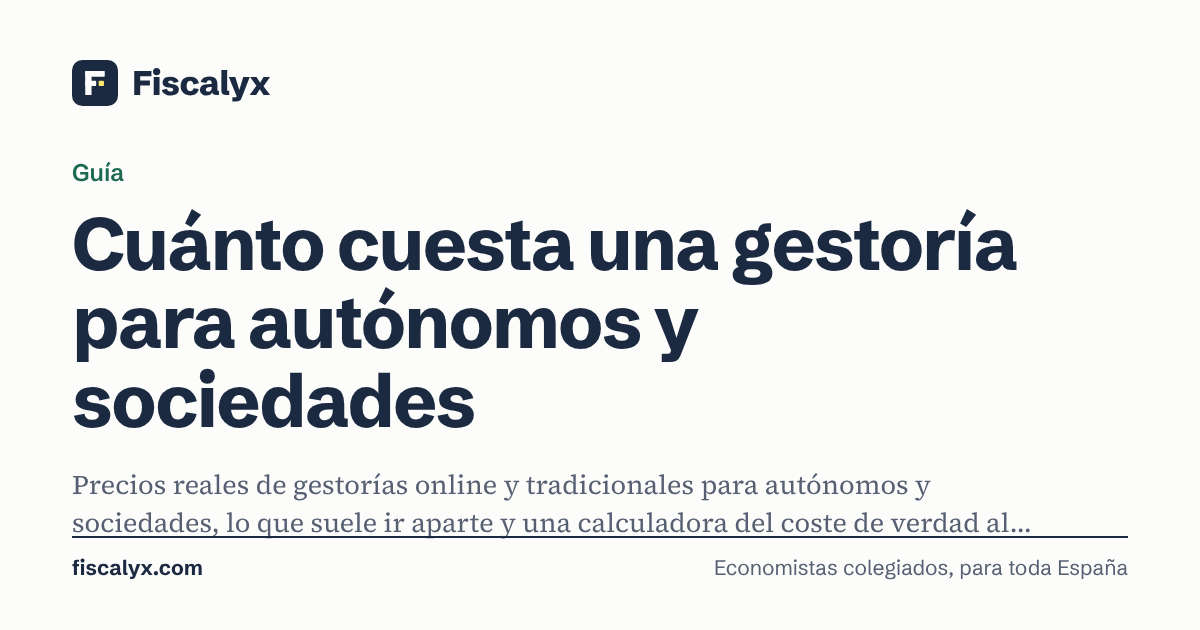 Fiscalyx
Guía
Cuánto cuesta una gestoría
para autónomos y
sociedades
Precios reales de gestorías online y tradicionales para autónomos y
sociedades, lo que suele ir aparte y una calculadora del coste de verdad al…
fiscalyx.com
Economistas colegiados, para toda España